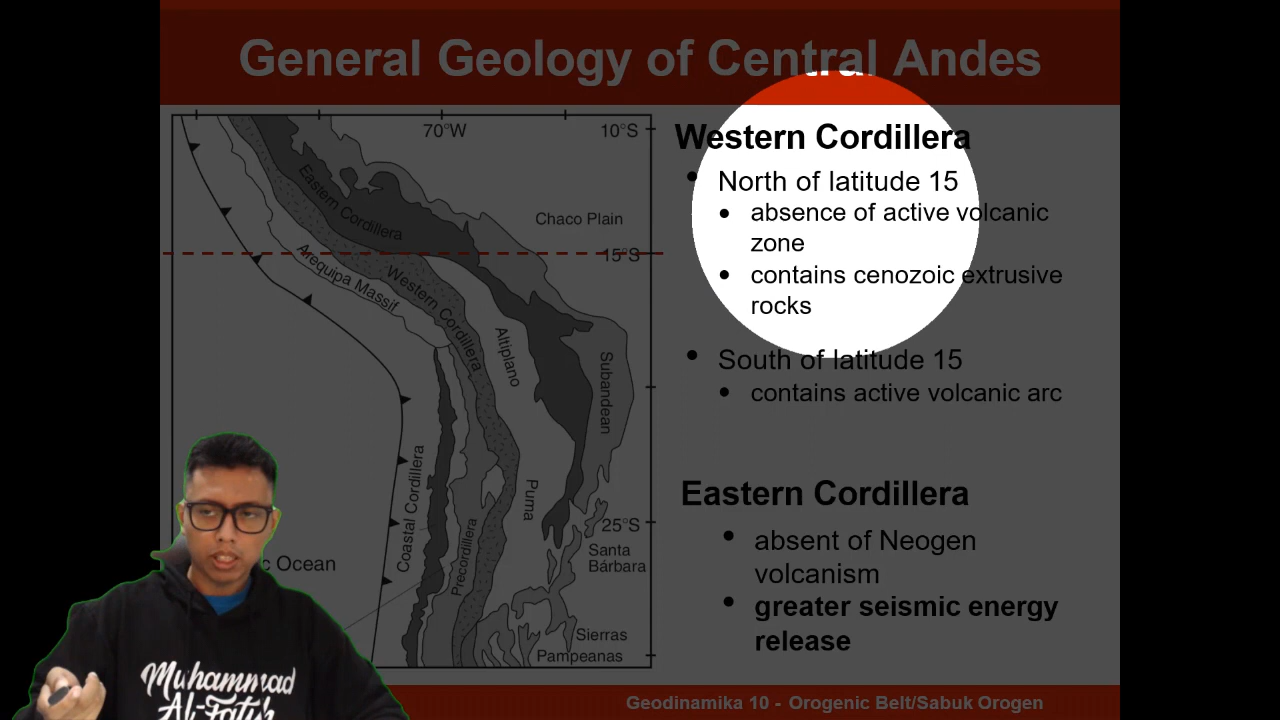 General Geology of Central Andes
70°W
10°S
Eastern Cordillera
Chaco Plain
15°S
Arequipa Massif
Western Cordillera
Altiplano
Subandean
Coastal Cordillera
Precordillera
Puma
25°S
Santa
Bárbara
c Ocean
Sierras
Pampeanas
Western Cordillera
• North of latitude 15
• absence of active volcanic
zone
• contains cenozoic extrusive
rocks
• South of latitude 15
• contains active volcanic arc
Eastern Cordillera
• absent of Neogen
volcanism
• greater seismic energy
release
Muhammad
Al-Fatih
Geodinamika 10 - Orogenic Belt/Sabuk Orogen